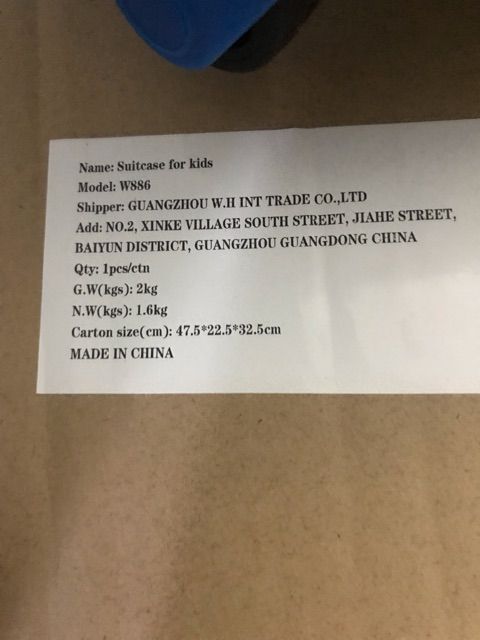 Name: Suitcase for kids
Model: W886
Shipper: GUANGZHOU W.H INT TRADE CO.,LTD
Add: NO.2, XINKE VILLAGE SOUTH STREET, JIAHE STREET,
BAIYUN DISTRICT, GUANGZHOU GUANGDONG CHINA
Qty: 1pcs/ctn
G.W(kgs): 2kg
N.W(kgs): 1.6kg
Carton size(cm): 47.5*22.5*32.5cm
MADE IN CHINA